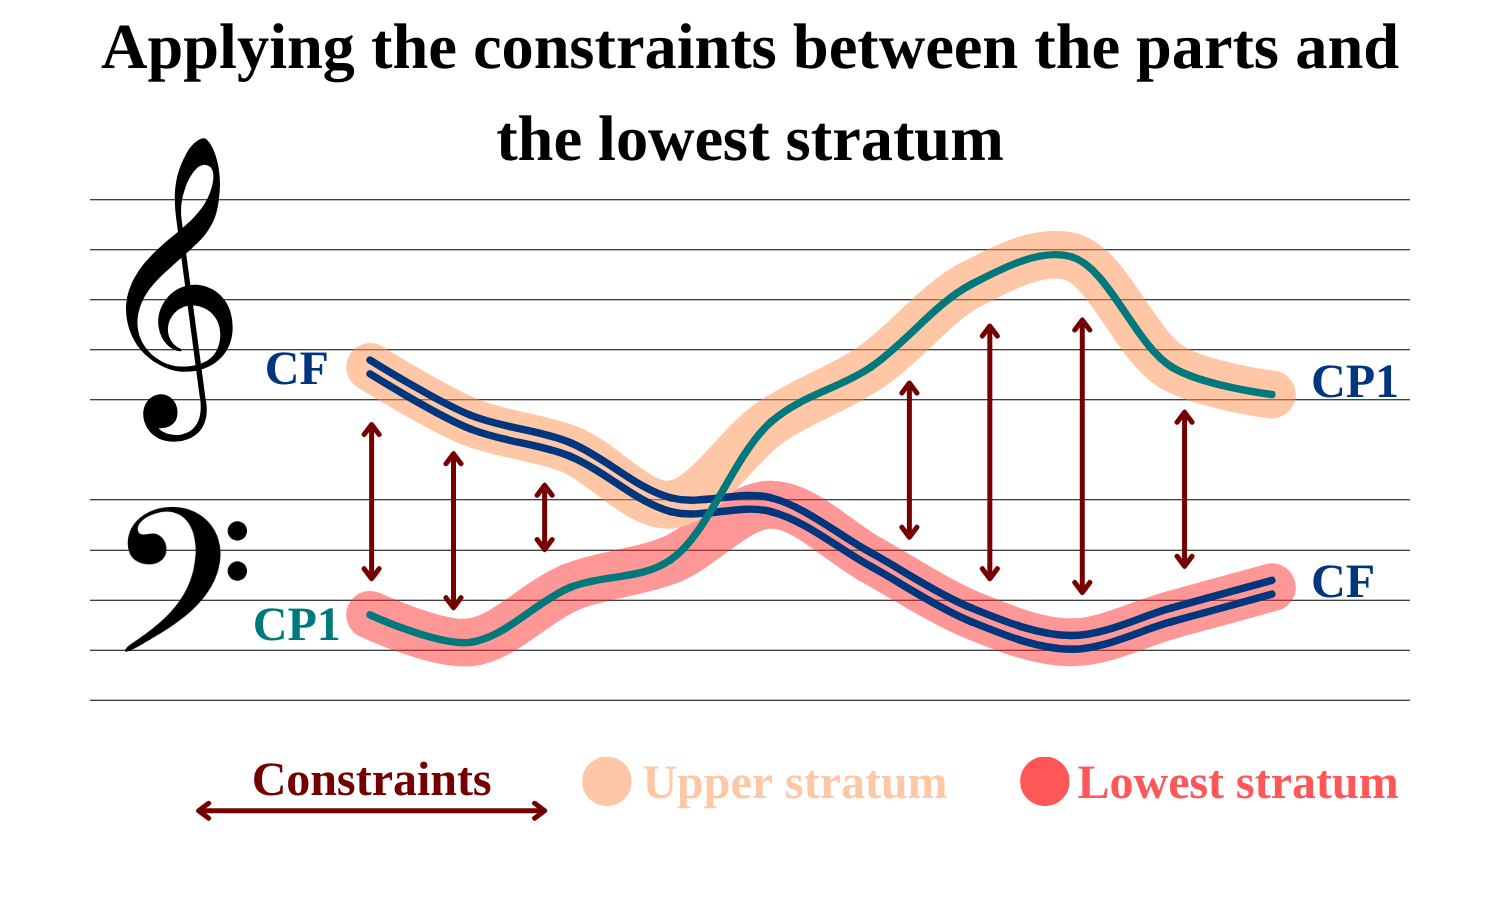 Applying the constraints between the parts and
the lowest stratum
CF
CP1
CP1
CF
Constraints
Upper stratum
Lowest stratum